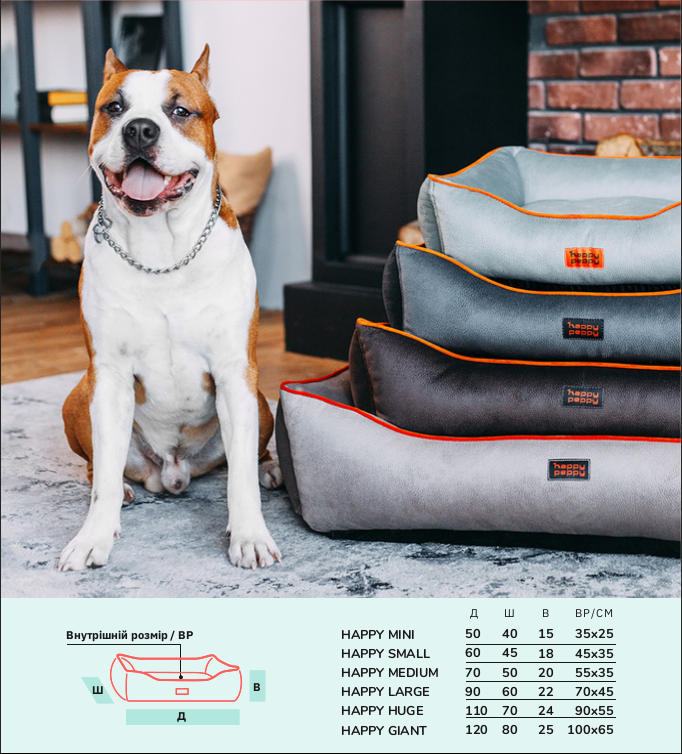 happy
peppy
happy
peppy
happy
peppy
happy
peppy
Внутрішній розмір / ВР
Ш
В
Д
Д Ш В ВР/СМ
HAPPY MINI 50 40 15 35x25
HAPPY SMALL 60 45 18 45x35
HAPPY MEDIUM 70 50 20 55x35
HAPPY LARGE 90 60 22 70x45
HAPPY HUGE 110 70 24 90x55
HAPPY GIANT 120 80 25 100x65